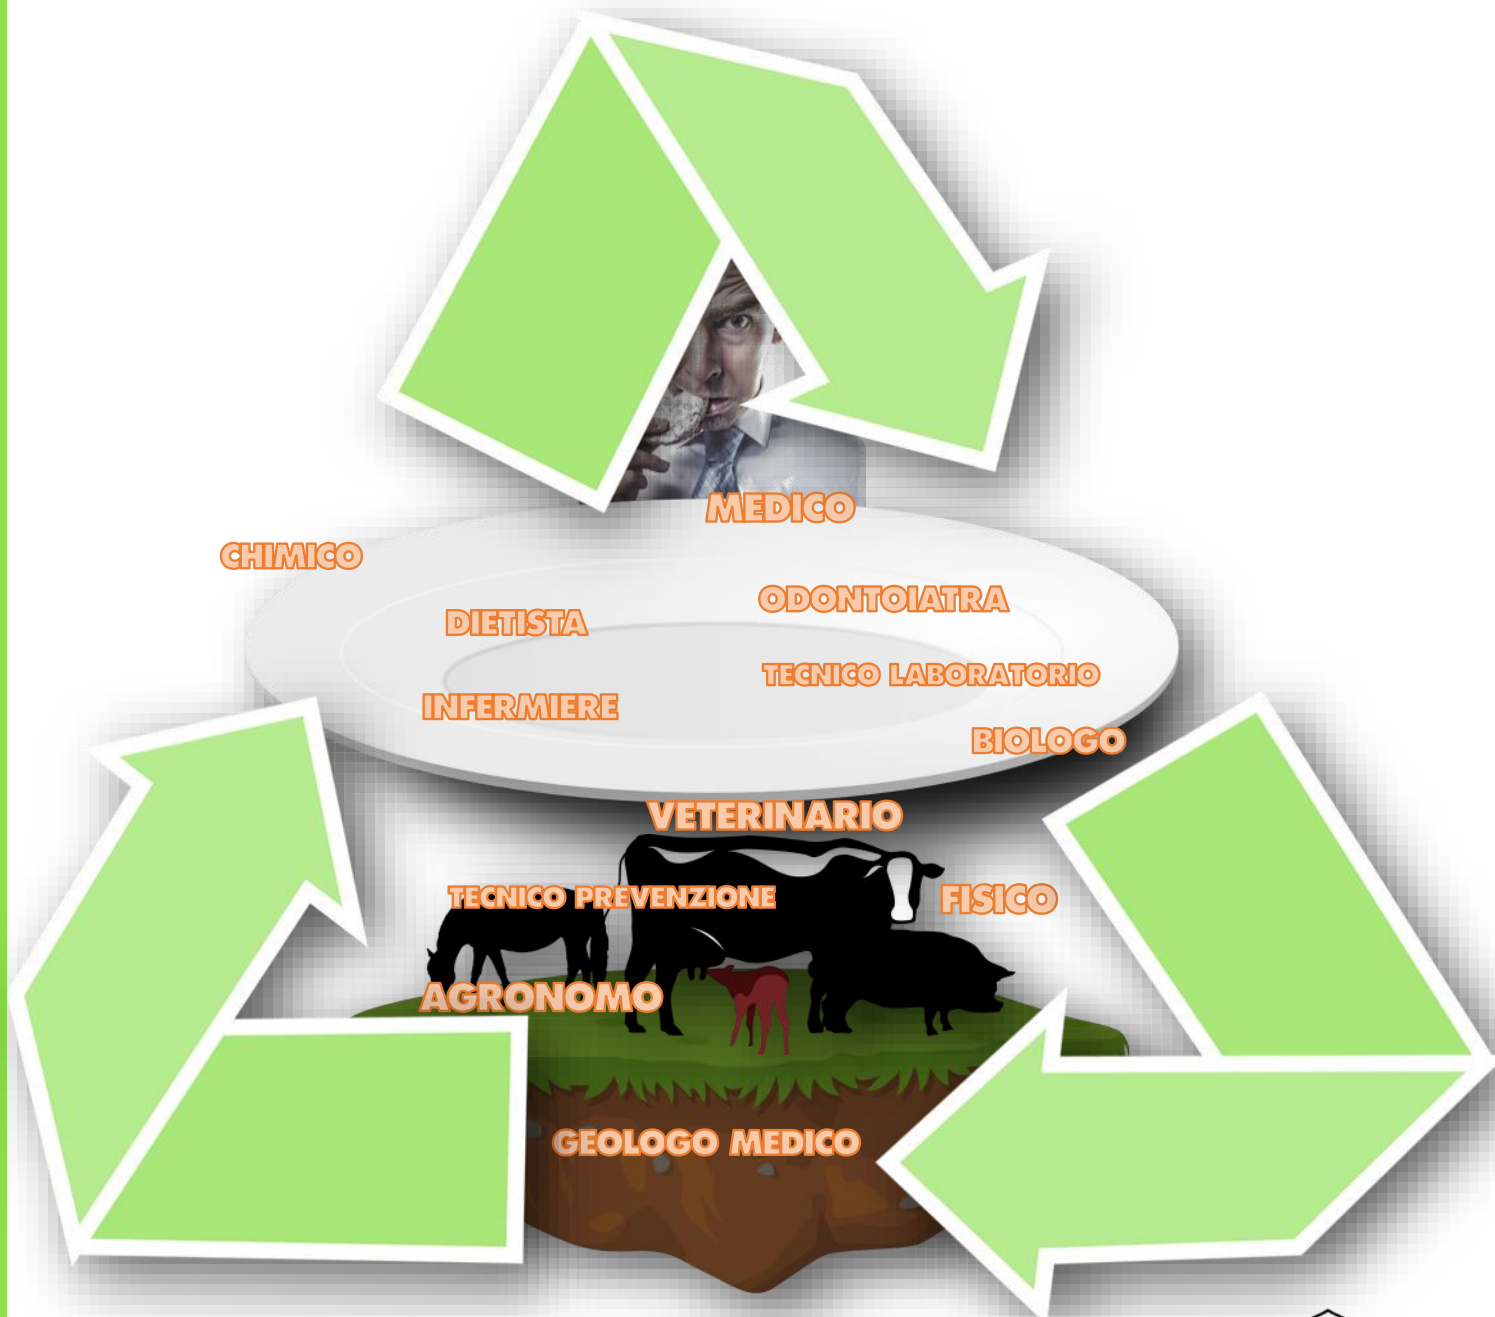 MEDICO
CHIMICO
ODONTOIATRA
DIETISTA
TECNICO LABORATORIO
INFERMIERE
BIOLOGO
VETERINARIO
TECNICO PREVENZIONE
FISICO
AGRONOMO
GEOLOGO MEDICO